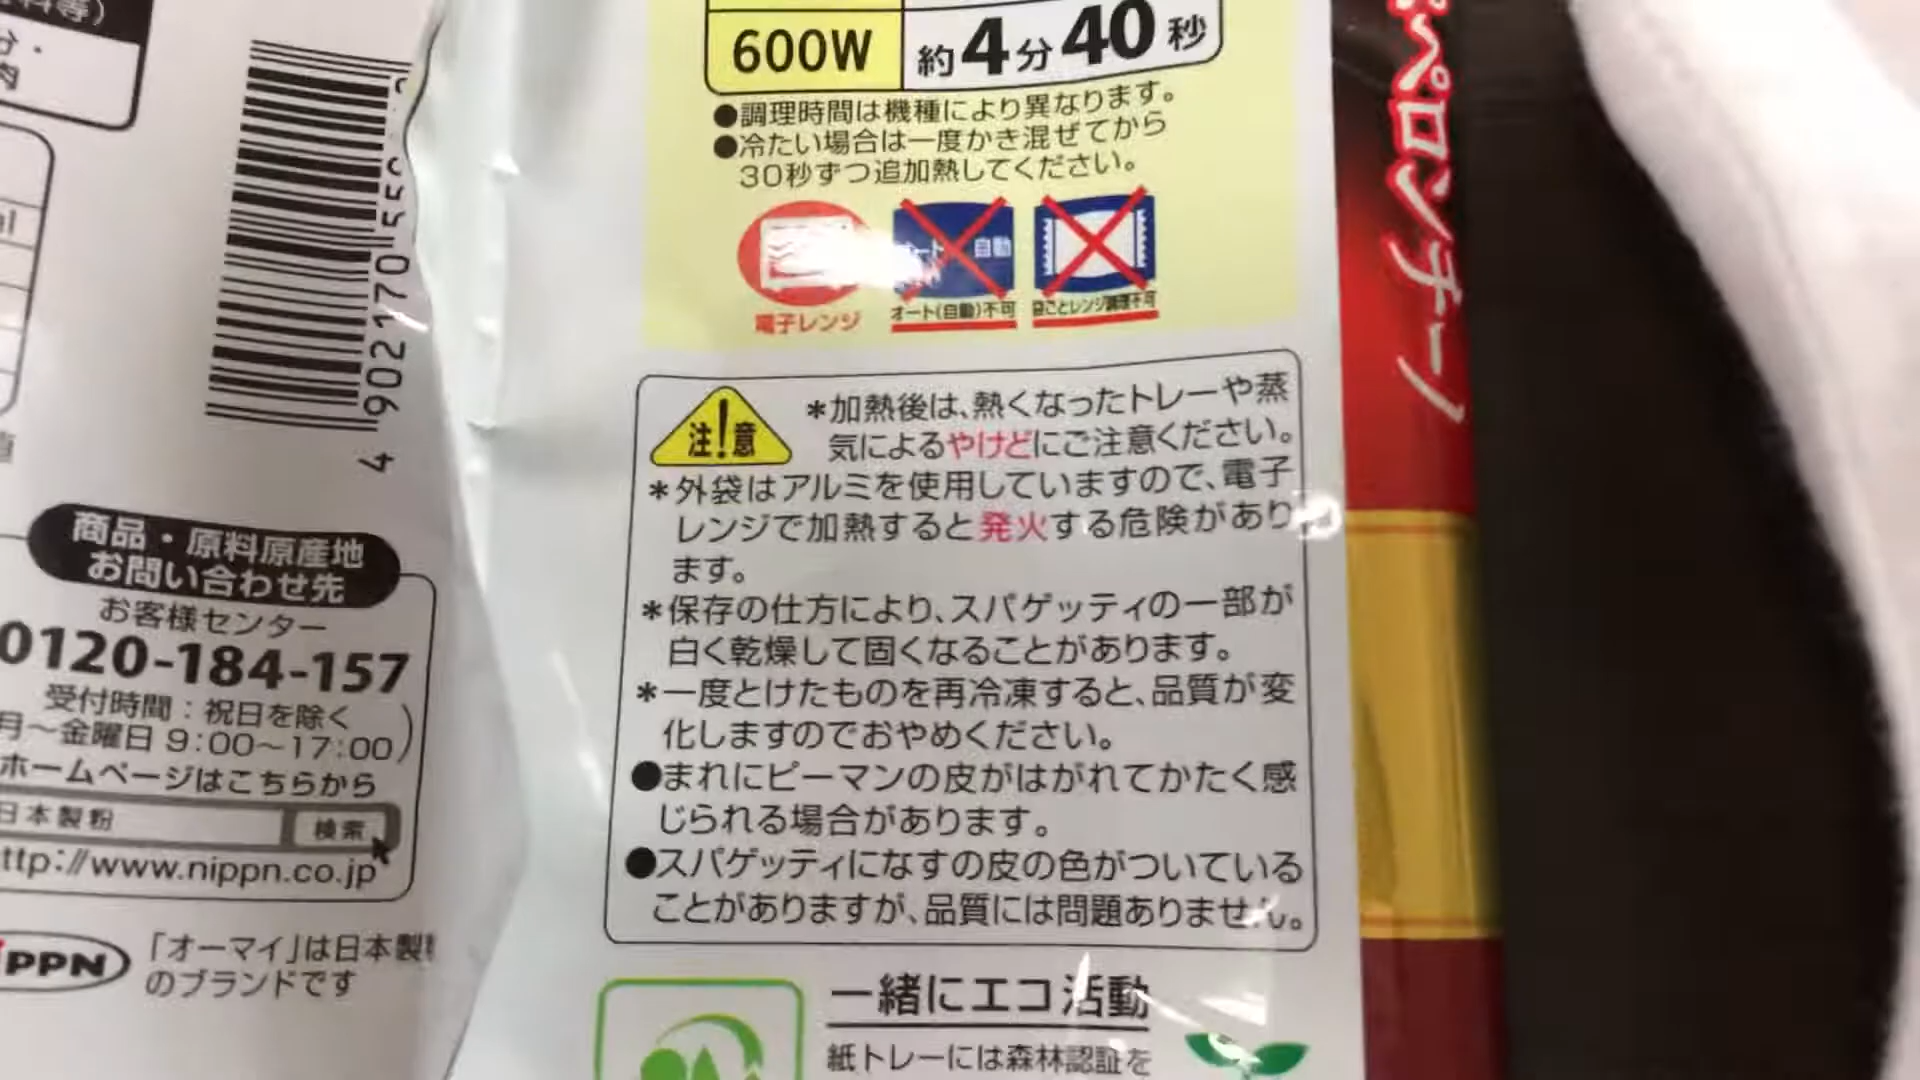 600W 約4分40秒
●調理時間は機種により異なります。
●冷たい場合は一度かき混ぜてから
30秒ずつ追加熱してください。
自動
電子レンジ
オート(自動)不可
袋ごとレンジ調理不可
注!意
*加熱後は、熱くなったトレーや蒸
気によるやけどにご注意ください。
*外袋はアルミを使用していますので、電子
レンジで加熱すると発火する危険があり
ます。
*保存の仕方により、スパゲッティの一部が
白く乾燥して固くなることがあります。
*一度とけたものを再冷凍すると、品質が変
化しますのでおやめください。
●まれにピーマンの皮がはがれてかたく感
じられる場合があります。
●スパゲッティになすの皮の色がついている
ことがありますが、品質には問題ありません。
一緒にエコ活動
紙トレーには森林認証を
ペロンチーノ
4 902170 55
商品・原料原産地
お問い合わせ先
お客様センター
0120-184-157
受付時間：祝日を除く
月～金曜日 9:00～17:00
ホームページはこちらから
日本製粉 検索
ttp://www.nippn.co.jp
IPPN
「オーマイ」は日本製
のブランドです